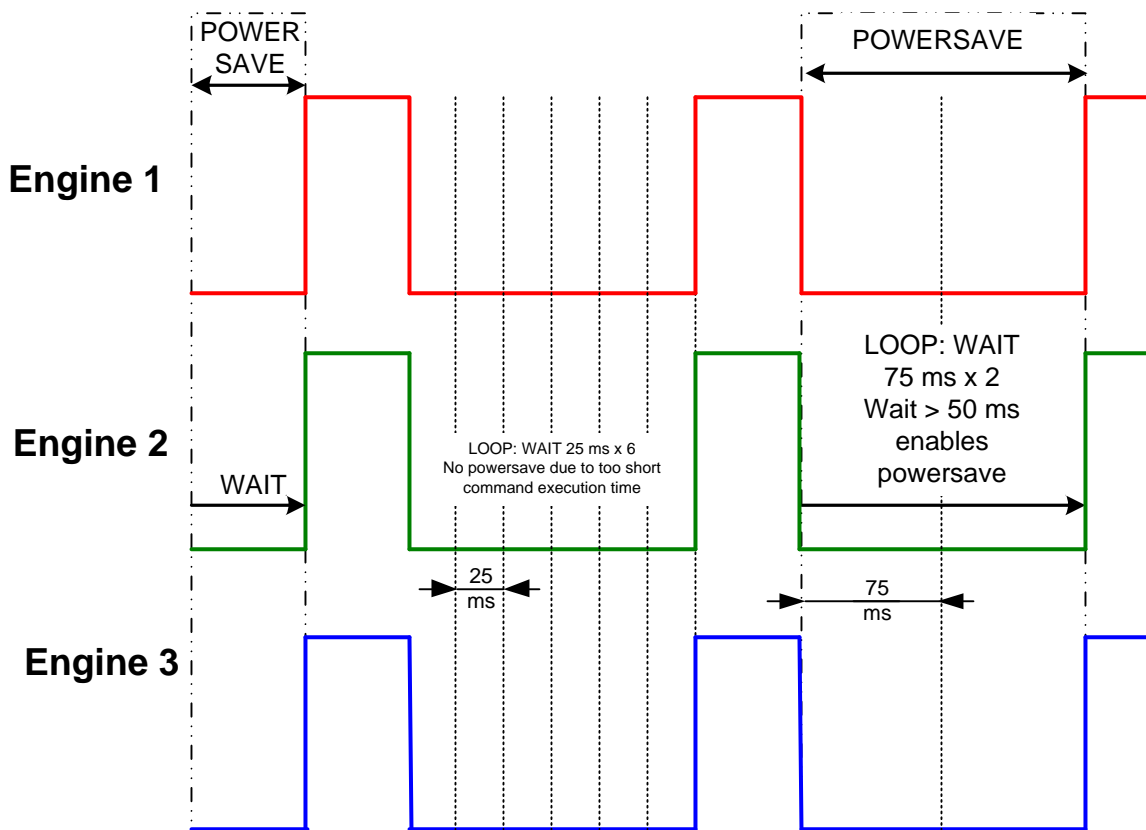 POWER
SAVE
POWERSAVE
Engine 1
Engine 2
WAIT
LOOP: WAIT 25 ms x 6
No powersave due to too short
command execution time
LOOP: WAIT
75 ms x 2
Wait > 50 ms
enables
powersave
25
ms
75
ms
Engine 3